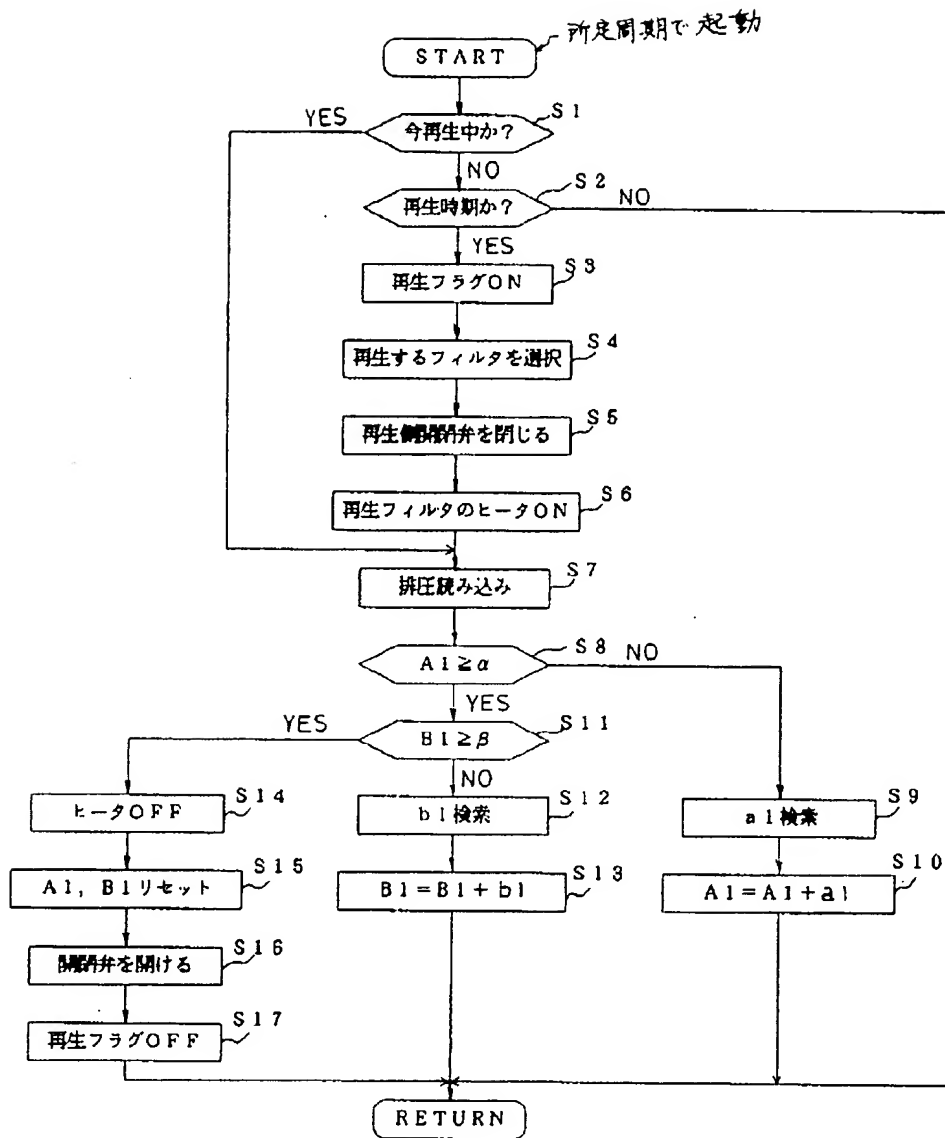 所定周期で起動
START
S1
YES
今再生中か?
NO
S2
再生時期か?
NO
YES
S3
再生フラグON
S4
再生するフィルタを選択
S5
再生側開閉弁を閉じる
S6
再生フィルタのヒータON
S7
排圧読み込み
S8
A1≧α
NO
YES
S11
YES
B1≧β
NO
S14
ヒータOFF
S12
b1検索
S9
a1検索
S15
A1,B1リセット
S13
B1=B1+b1
S10
A1=A1+a1
S16
開閉弁を開ける
S17
再生フラグOFF
RETURN